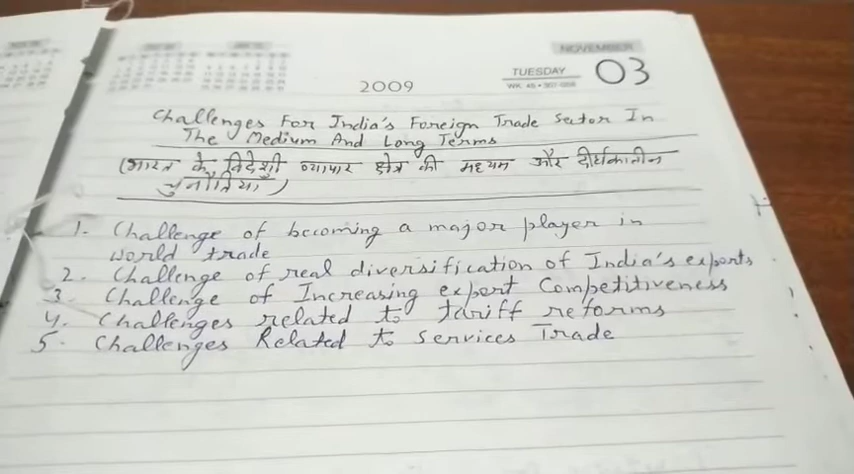 NOVEMBER
TUESDAY
03
2009
Challenges For India's Foreign Trade Sector In
The Medium And Long Terms
(भारत के विदेशी व्यापार क्षेत्र की मध्यम और दीर्घकालीन
चुनौतिया)
1. Challenge of becoming a major player in
world trade
2. Challenge of real diversification of India's exports
3. Challenge of Increasing export Competitiveness
4. Challenges related to tariff reforms
5. Challenges Related to services Trade